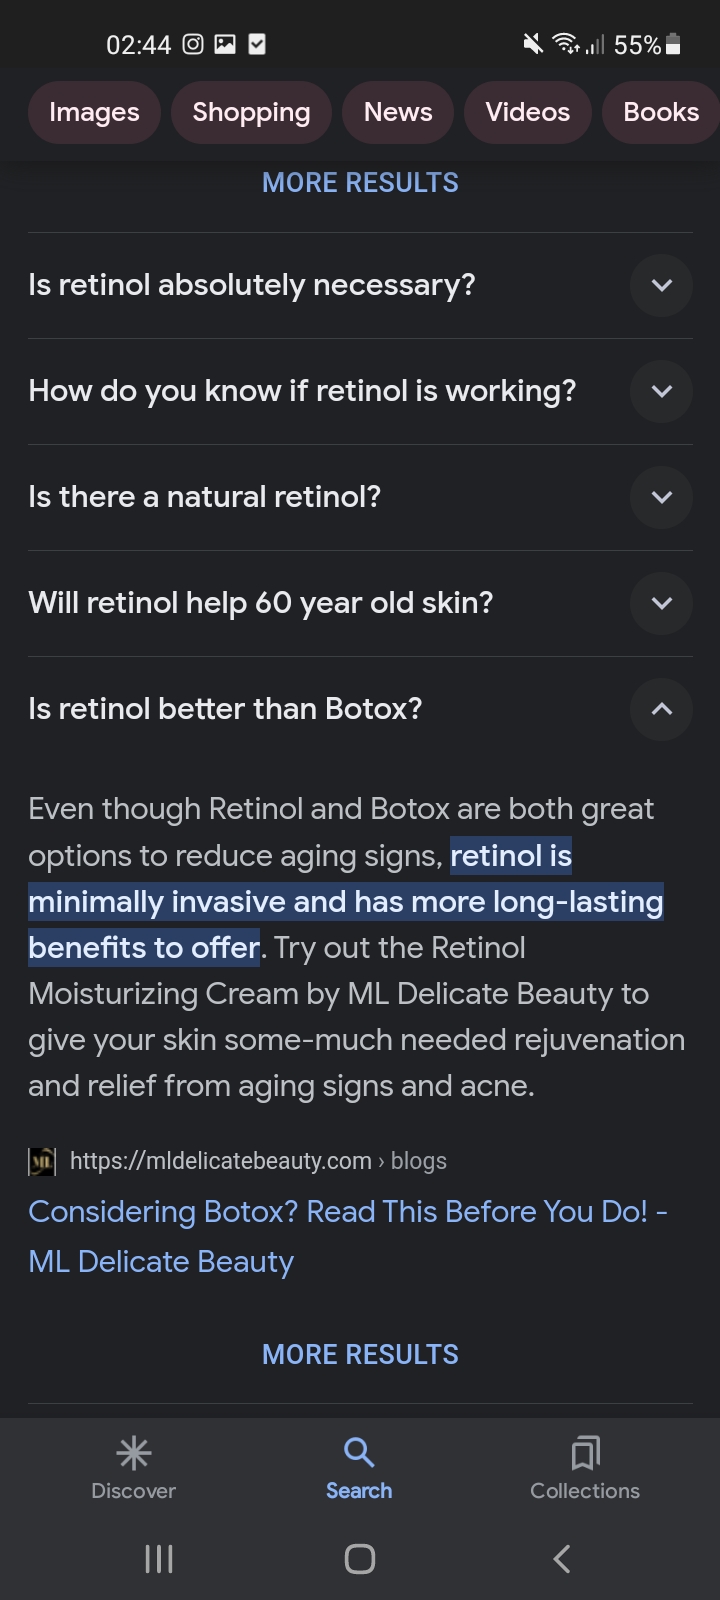 02:44 55%
Images Shopping News Videos Books
MORE RESULTS
Is retinol absolutely necessary?
How do you know if retinol is working?
Is there a natural retinol?
Will retinol help 60 year old skin?
Is retinol better than Botox?
Even though Retinol and Botox are both great
options to reduce aging signs, retinol is
minimally invasive and has more long-lasting
benefits to offer. Try out the Retinol
Moisturizing Cream by ML Delicate Beauty to
give your skin some-much needed rejuvenation
and relief from aging signs and acne.
ML https://mldelicatebeauty.com › blogs
Considering Botox? Read This Before You Do! -
ML Delicate Beauty
MORE RESULTS
Discover Search Collections